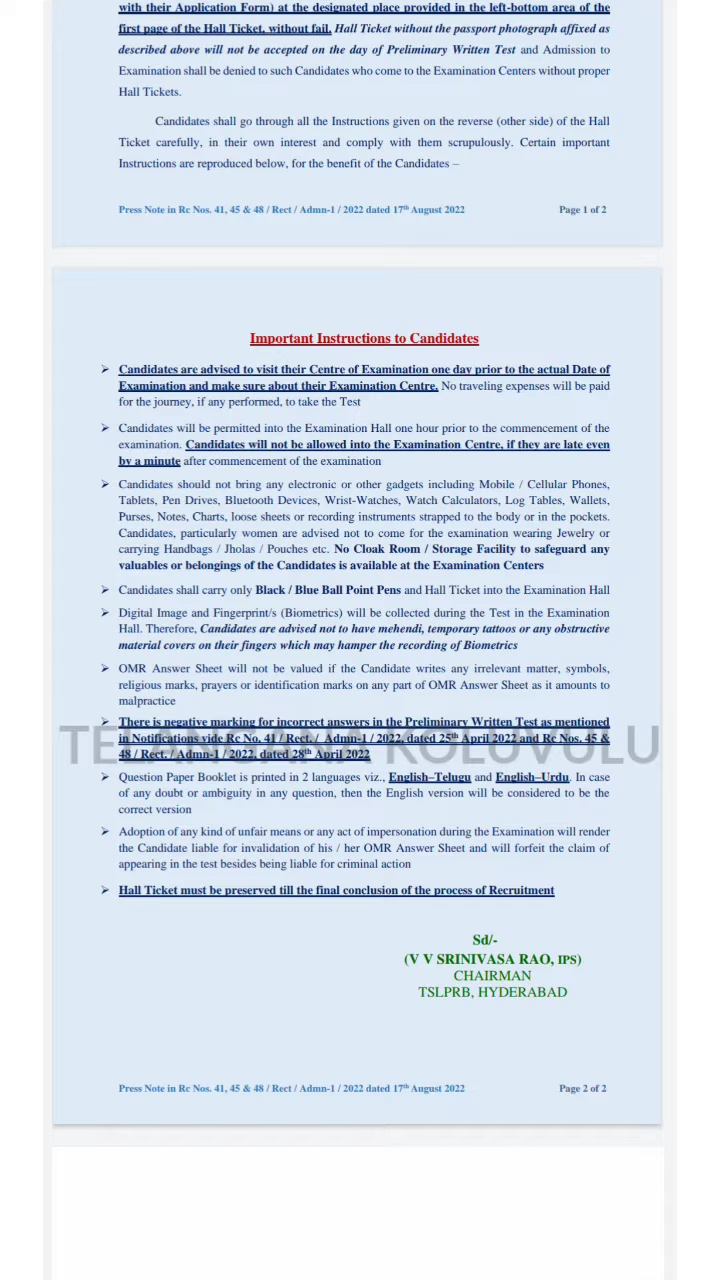 with their Application Form) at the designated place provided in the left-bottom area of the
first page of the Hall Ticket, without fail. Hall Ticket without the passport photograph affixed as
described above will not be accepted on the day of Preliminary Written Test and Admission to
Examination shall be denied to such Candidates who come to the Examination Centers without proper
Hall Tickets.
Candidates shall go through all the Instructions given on the reverse (other side) of the Hall
Ticket carefully, in their own interest and comply with them scrupulously. Certain important
Instructions are reproduced below, for the benefit of the Candidates –
Press Note in Rc Nos. 41, 45 & 48 / Rect / Admn-1 / 2022 dated 17th August 2022 Page 1 of 2
Important Instructions to Candidates
➢ Candidates are advised to visit their Centre of Examination one day prior to the actual Date of
Examination and make sure about their Examination Centre. No traveling expenses will be paid
for the journey, if any performed, to take the Test
➢ Candidates will be permitted into the Examination Hall one hour prior to the commencement of the
examination. Candidates will not be allowed into the Examination Centre, if they are late even
by a minute after commencement of the examination
➢ Candidates should not bring any electronic or other gadgets including Mobile / Cellular Phones,
Tablets, Pen Drives, Bluetooth Devices, Wrist-Watches, Watch Calculators, Log Tables, Wallets,
Purses, Notes, Charts, loose sheets or recording instruments strapped to the body or in the pockets.
Candidates, particularly women are advised not to come for the examination wearing Jewelry or
carrying Handbags / Jholas / Pouches etc. No Cloak Room / Storage Facility to safeguard any
valuables or belongings of the Candidates is available at the Examination Centers
➢ Candidates shall carry only Black / Blue Ball Point Pens and Hall Ticket into the Examination Hall
➢ Digital Image and Fingerprint/s (Biometrics) will be collected during the Test in the Examination
Hall. Therefore, Candidates are advised not to have mehendi, temporary tattoos or any obstructive
material covers on their fingers which may hamper the recording of Biometrics
➢ OMR Answer Sheet will not be valued if the Candidate writes any irrelevant matter, symbols,
religious marks, prayers or identification marks on any part of OMR Answer Sheet as it amounts to
malpractice
➢ There is negative marking for incorrect answers in the Preliminary Written Test as mentioned
in Notifications vide Rc No. 41 / Rect. / Admn-1 / 2022, dated 25th April 2022 and Rc Nos. 45 &
48 / Rect. / Admn-1 / 2022, dated 28th April 2022
TELANGANA KOLUVULU
➢ Question Paper Booklet is printed in 2 languages viz., English–Telugu and English–Urdu. In case
of any doubt or ambiguity in any question, then the English version will be considered to be the
correct version
➢ Adoption of any kind of unfair means or any act of impersonation during the Examination will render
the Candidate liable for invalidation of his / her OMR Answer Sheet and will forfeit the claim of
appearing in the test besides being liable for criminal action
➢ Hall Ticket must be preserved till the final conclusion of the process of Recruitment
Sd/-
(V V SRINIVASA RAO, IPS)
CHAIRMAN
TSLPRB, HYDERABAD
Press Note in Rc Nos. 41, 45 & 48 / Rect / Admn-1 / 2022 dated 17th August 2022 Page 2 of 2